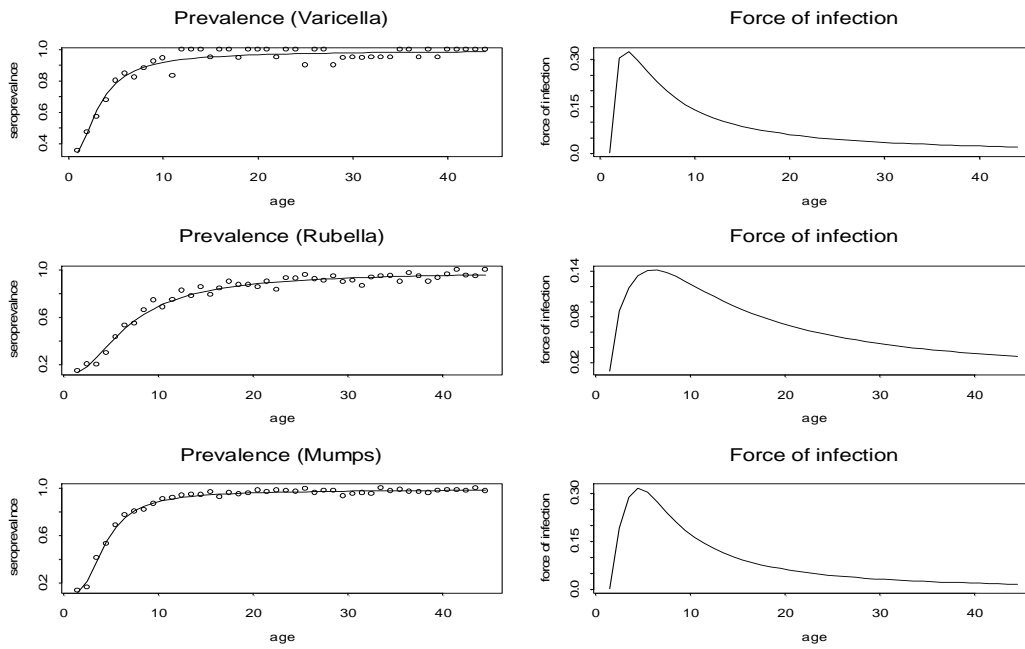 Prevalence (Varicella)
seroprevalnce
0.4 0.6 0.8 1.0
0 10 20 30 40
age
Force of infection
force of infection
0.0 0.15 0.30
0 10 20 30 40
age
Prevalence (Rubella)
seroprevalnce
0.2 0.6 1.0
0 10 20 30 40
age
Force of infection
force of infection
0.02 0.08 0.14
0 10 20 30 40
age
Prevalence (Mumps)
seroprevalnce
0.2 0.6 1.0
0 10 20 30 40
age
Force of infection
force of infection
0.0 0.15 0.30
0 10 20 30 40
age